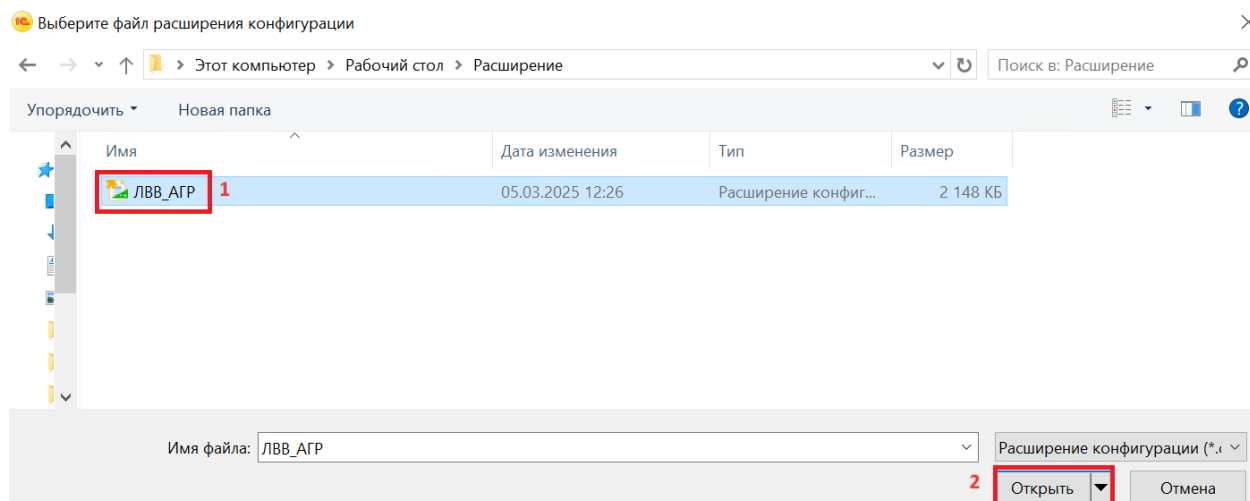 1С Выберите файл расширения конфигурации
Этот компьютер > Рабочий стол > Расширение
Поиск в: Расширение
Упорядочить Новая папка
?
Имя Дата изменения Тип Размер
ЛВВ_АГР 1 05.03.2025 12:26 Расширение конфиг... 2 148 КБ
Имя файла: ЛВВ_АГР Расширение конфигурации (*.c
2 Открыть Отмена